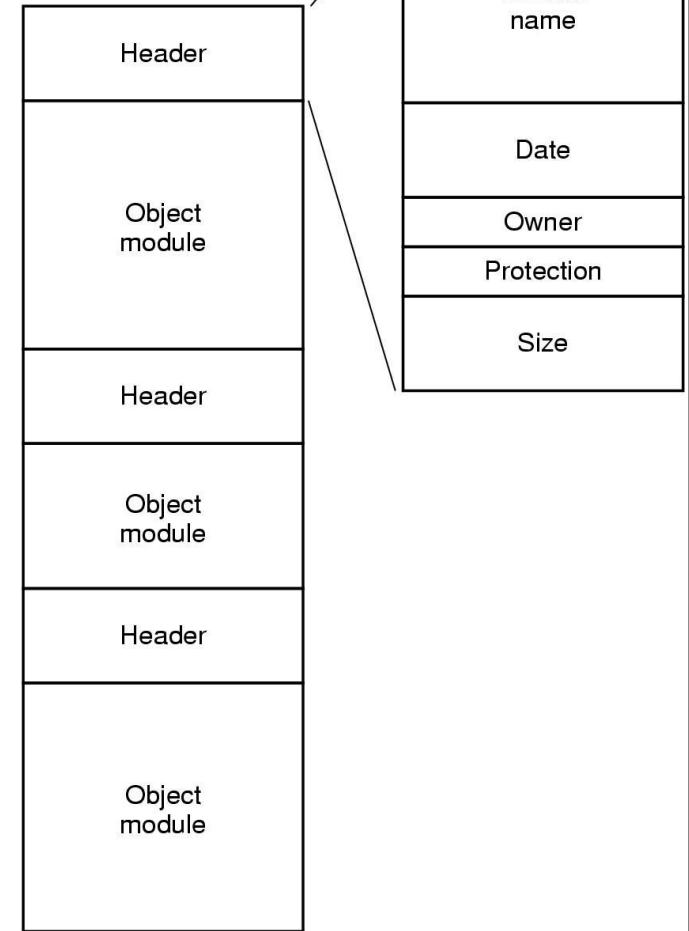 Header
Object
module
Header
Object
module
Header
Object
module
name
Date
Owner
Protection
Size